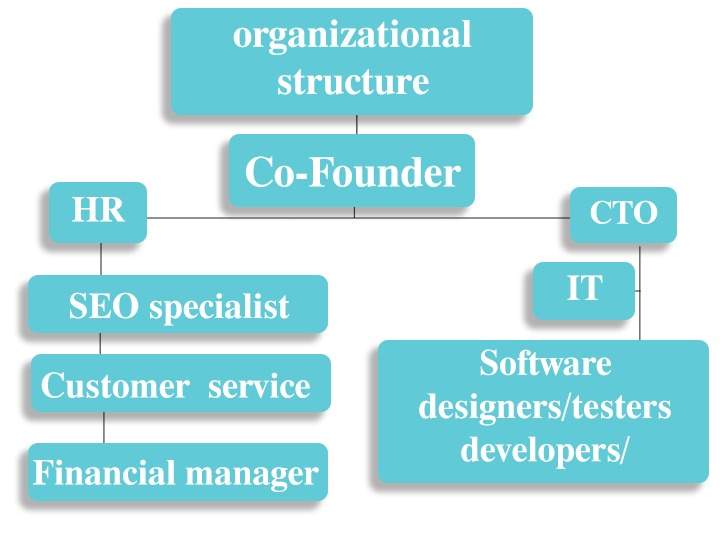 organizational
structure
Co-Founder
HR
CTO
SEO specialist
IT
Customer service
Software
designers/testers
developers/
Financial manager